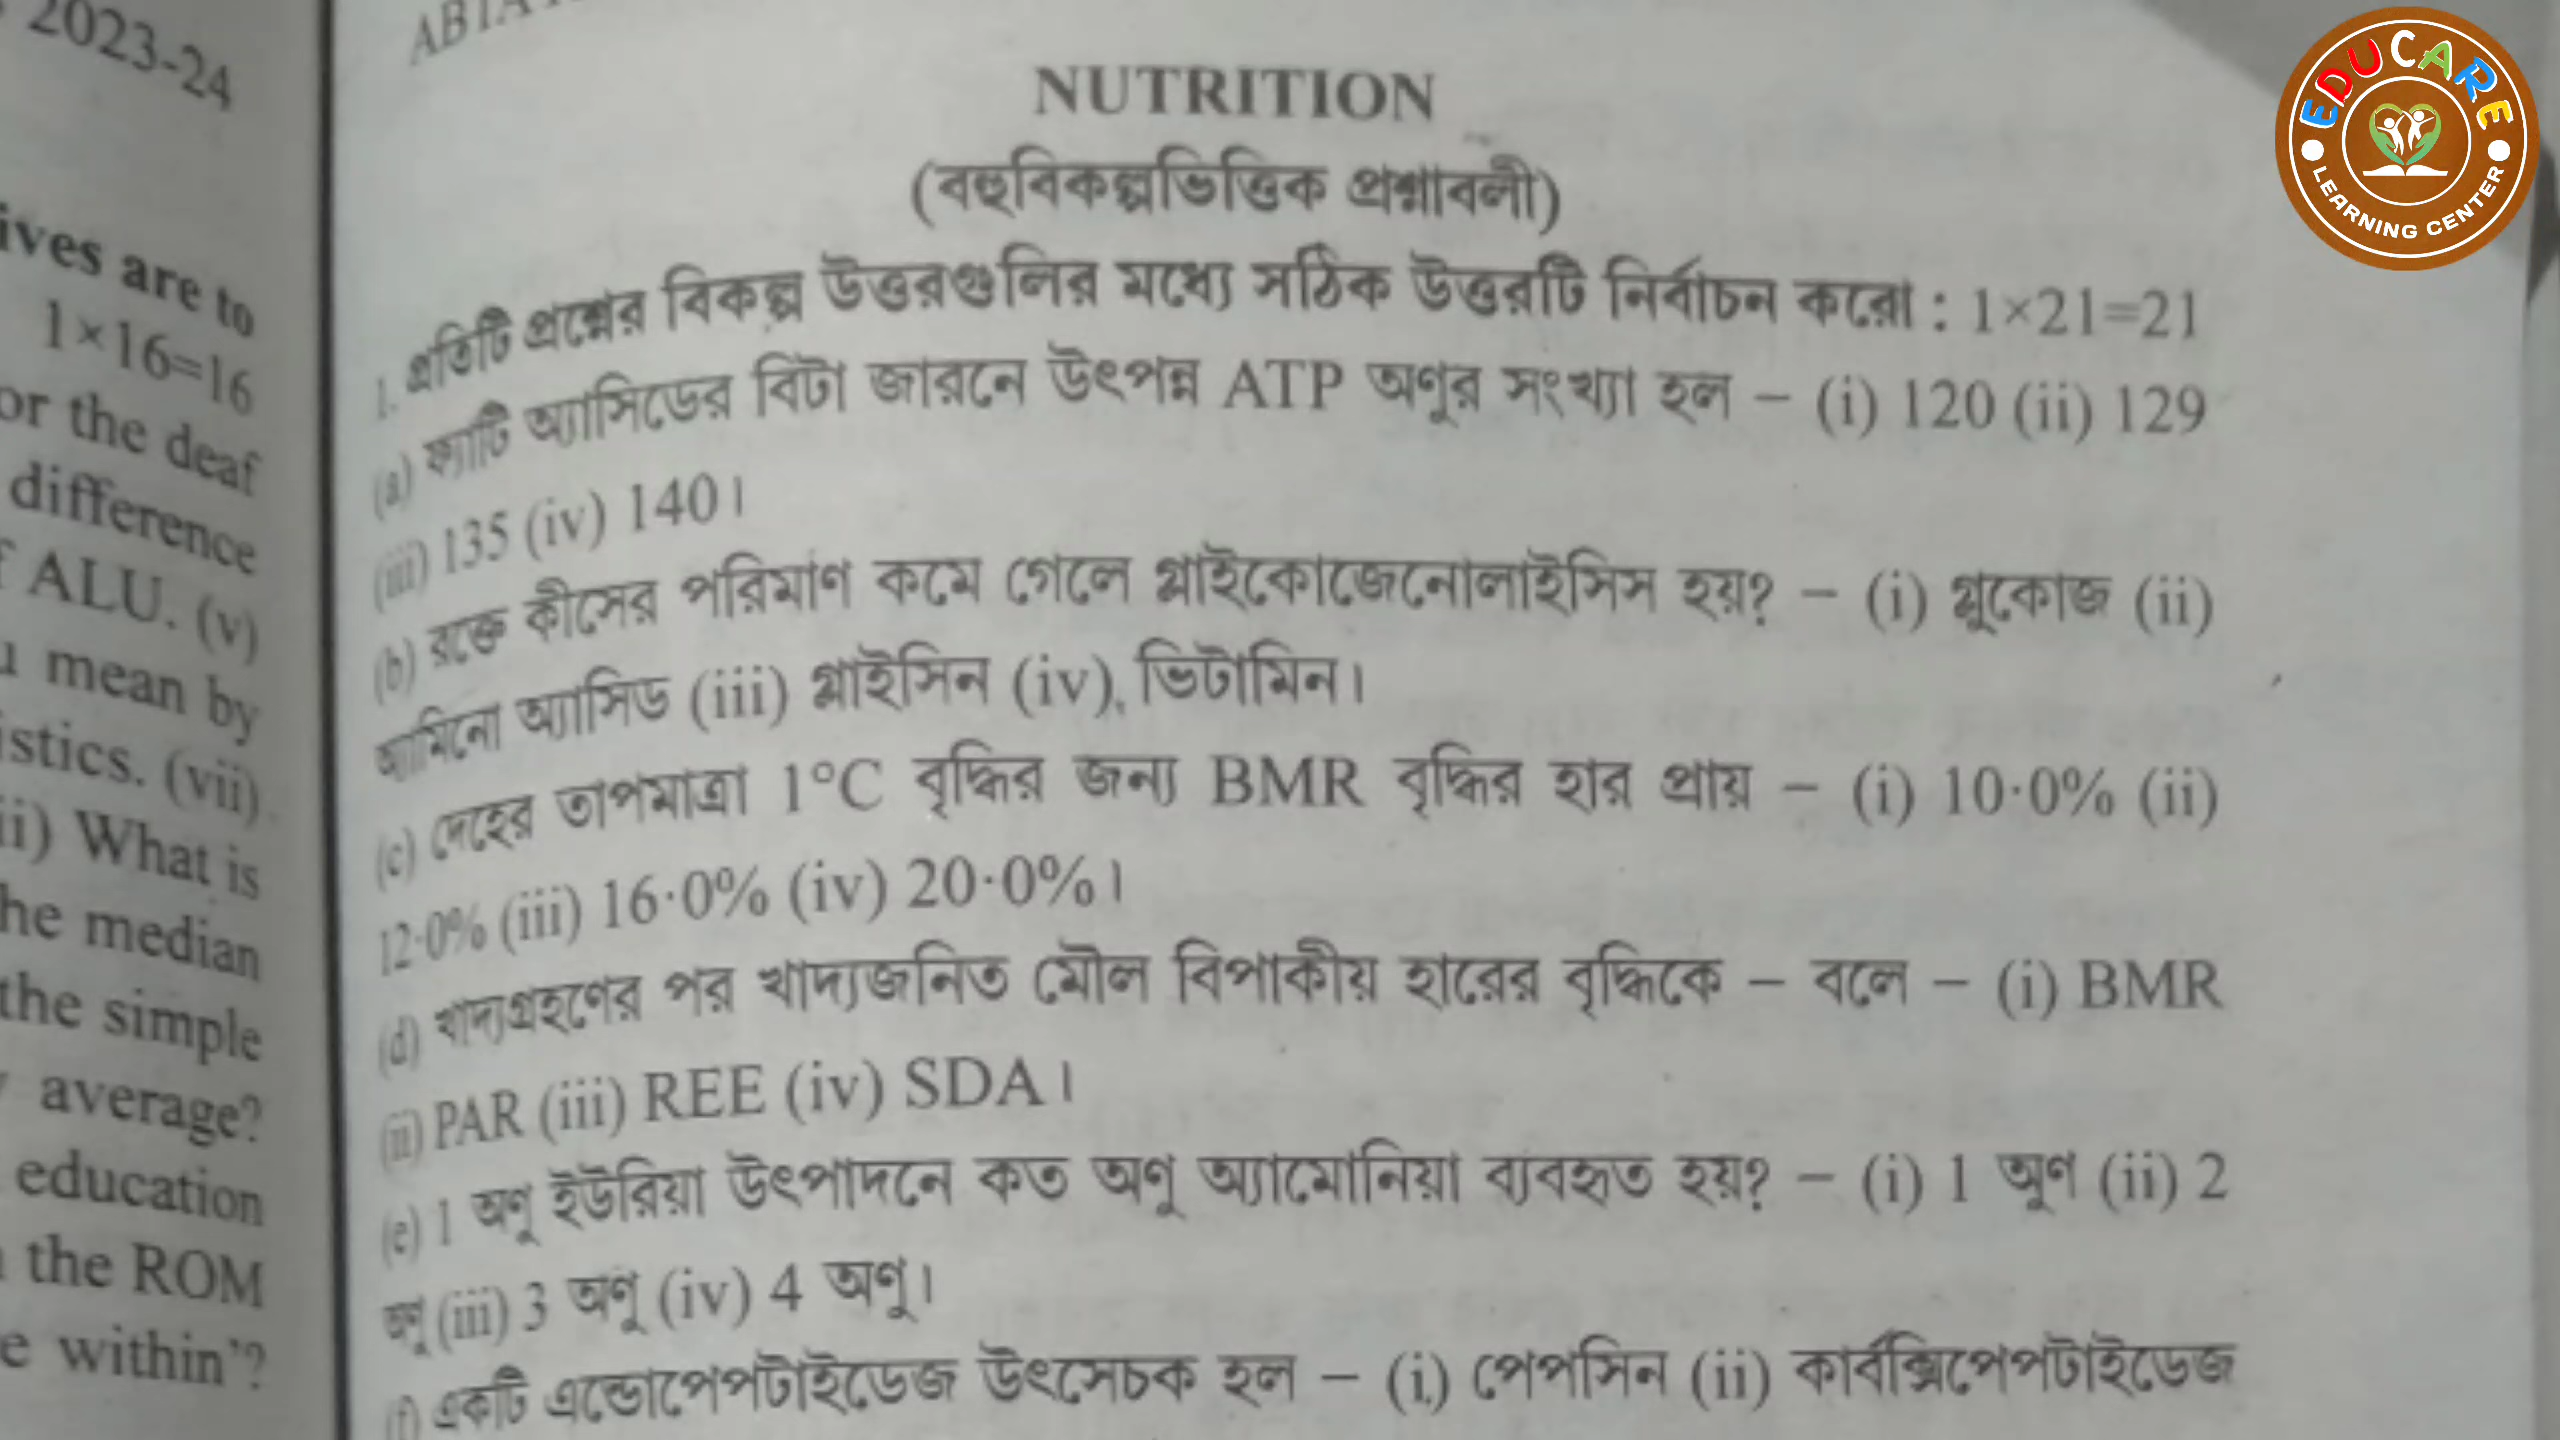 2023-24
ives are to
1×16=16
or the deaf
difference
f ALU. (v)
mean by
istics. (vii)
ii) What is
he median
the simple
average?
education
the ROM
e within’?
NUTRITION
(বহুবিকল্পভিত্তিক প্রশ্নাবলী)
1. প্রতিটি প্রশ্নের বিকল্প উত্তরগুলির মধ্যে সঠিক উত্তরটি নির্বাচন করো : 1×21=21
(a) ফ্যাটি অ্যাসিডের বিটা জারনে উৎপন্ন ATP অণুর সংখ্যা হল – (i) 120 (ii) 129
(iii) 135 (iv) 140।
(b) রক্তে কীসের পরিমাণ কমে গেলে গ্লাইকোজেনোলাইসিস হয়? – (i) গ্লুকোজ (ii)
অ্যামিনো অ্যাসিড (iii) গ্লাইসিন (iv), ভিটামিন।
(c) দেহের তাপমাত্রা 1°C বৃদ্ধির জন্য BMR বৃদ্ধির হার প্রায় – (i) 10·0% (ii)
12·0% (iii) 16·0% (iv) 20·0%।
(d) খাদ্যগ্রহণের পর খাদ্যজনিত মৌল বিপাকীয় হারের বৃদ্ধিকে – বলে – (i) BMR
(ii) PAR (iii) REE (iv) SDA।
(e) 1 অণু ইউরিয়া উৎপাদনে কত অণু অ্যামোনিয়া ব্যবহৃত হয়? – (i) 1 অুণ (ii) 2
অণু (iii) 3 অণু (iv) 4 অণু।
(f) একটি এন্ডোপেপটাইডেজ উৎসেচক হল – (i) পেপসিন (ii) কার্বক্সিপেপটাইডেজ
EDUCARE
LEARNING CENTER